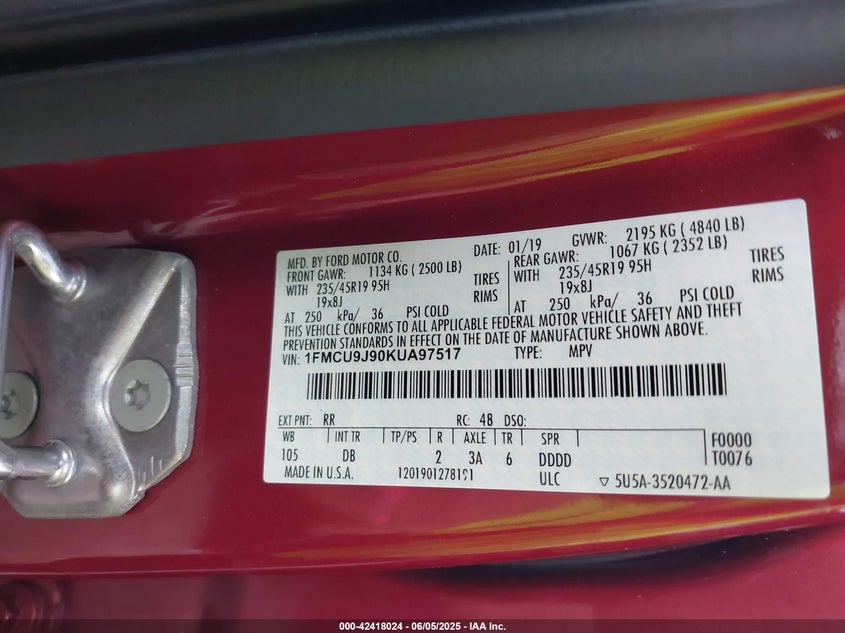 MFD. BY FORD MOTOR CO. DATE: 01/19 GVWR: 2195 KG ( 4840 LB)
FRONT GAWR: 1134 KG ( 2500 LB) REAR GAWR: 1067 KG ( 2352 LB)
WITH 235/45R19 95H TIRES WITH 235/45R19 95H TIRES
19x8J RIMS 19x8J RIMS
AT 250 kPa/ 36 PSI COLD AT 250 kPa/ 36 PSI COLD
THIS VEHICLE CONFORMS TO ALL APPLICABLE FEDERAL MOTOR VEHICLE SAFETY AND THEFT
PREVENTION STANDARDS IN EFFECT ON THE DATE OF MANUFACTURE SHOWN ABOVE.
VIN: 1FMCU9J90KUA97517 TYPE: MPV
EXT PNT: RR RC: 48 DSO:
WB INT TR TP/PS R AXLE TR SPR F0000
105 DB 2 3A 6 DDDD T0076
MADE IN U.S.A. ULC ▽ 5U5A-3520472-AA
000-42418024 - 06/05/2025 - IAA Inc.